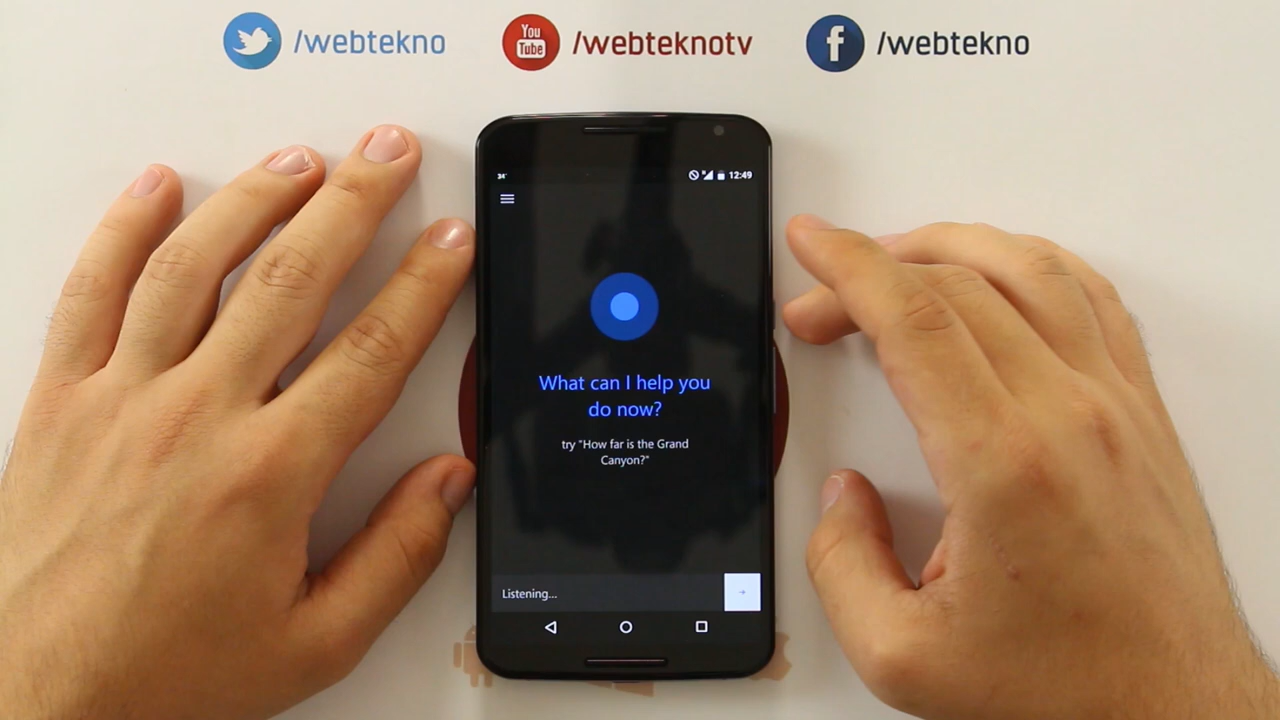 /webtekno
You
Tube
/webteknotv
f
/webtekno
34°
12:49
What can I help you
do now?
try "How far is the Grand
Canyon?"
Listening...